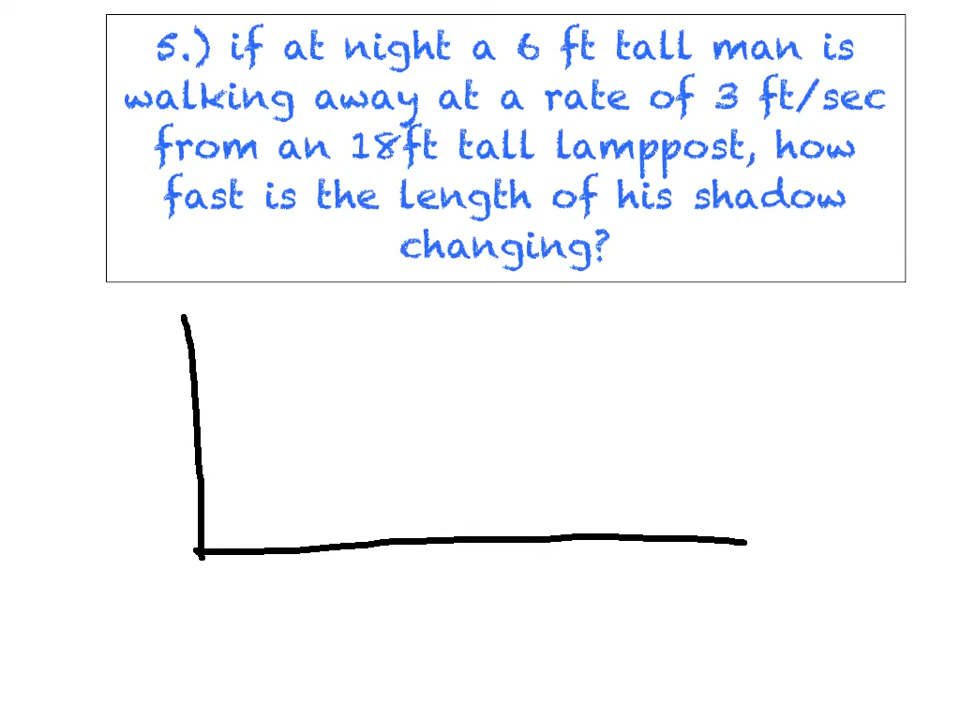 5.) if at night a 6 ft tall man is
walking away at a rate of 3 ft/sec
from an 18ft tall lamppost, how
fast is the length of his shadow
changing?